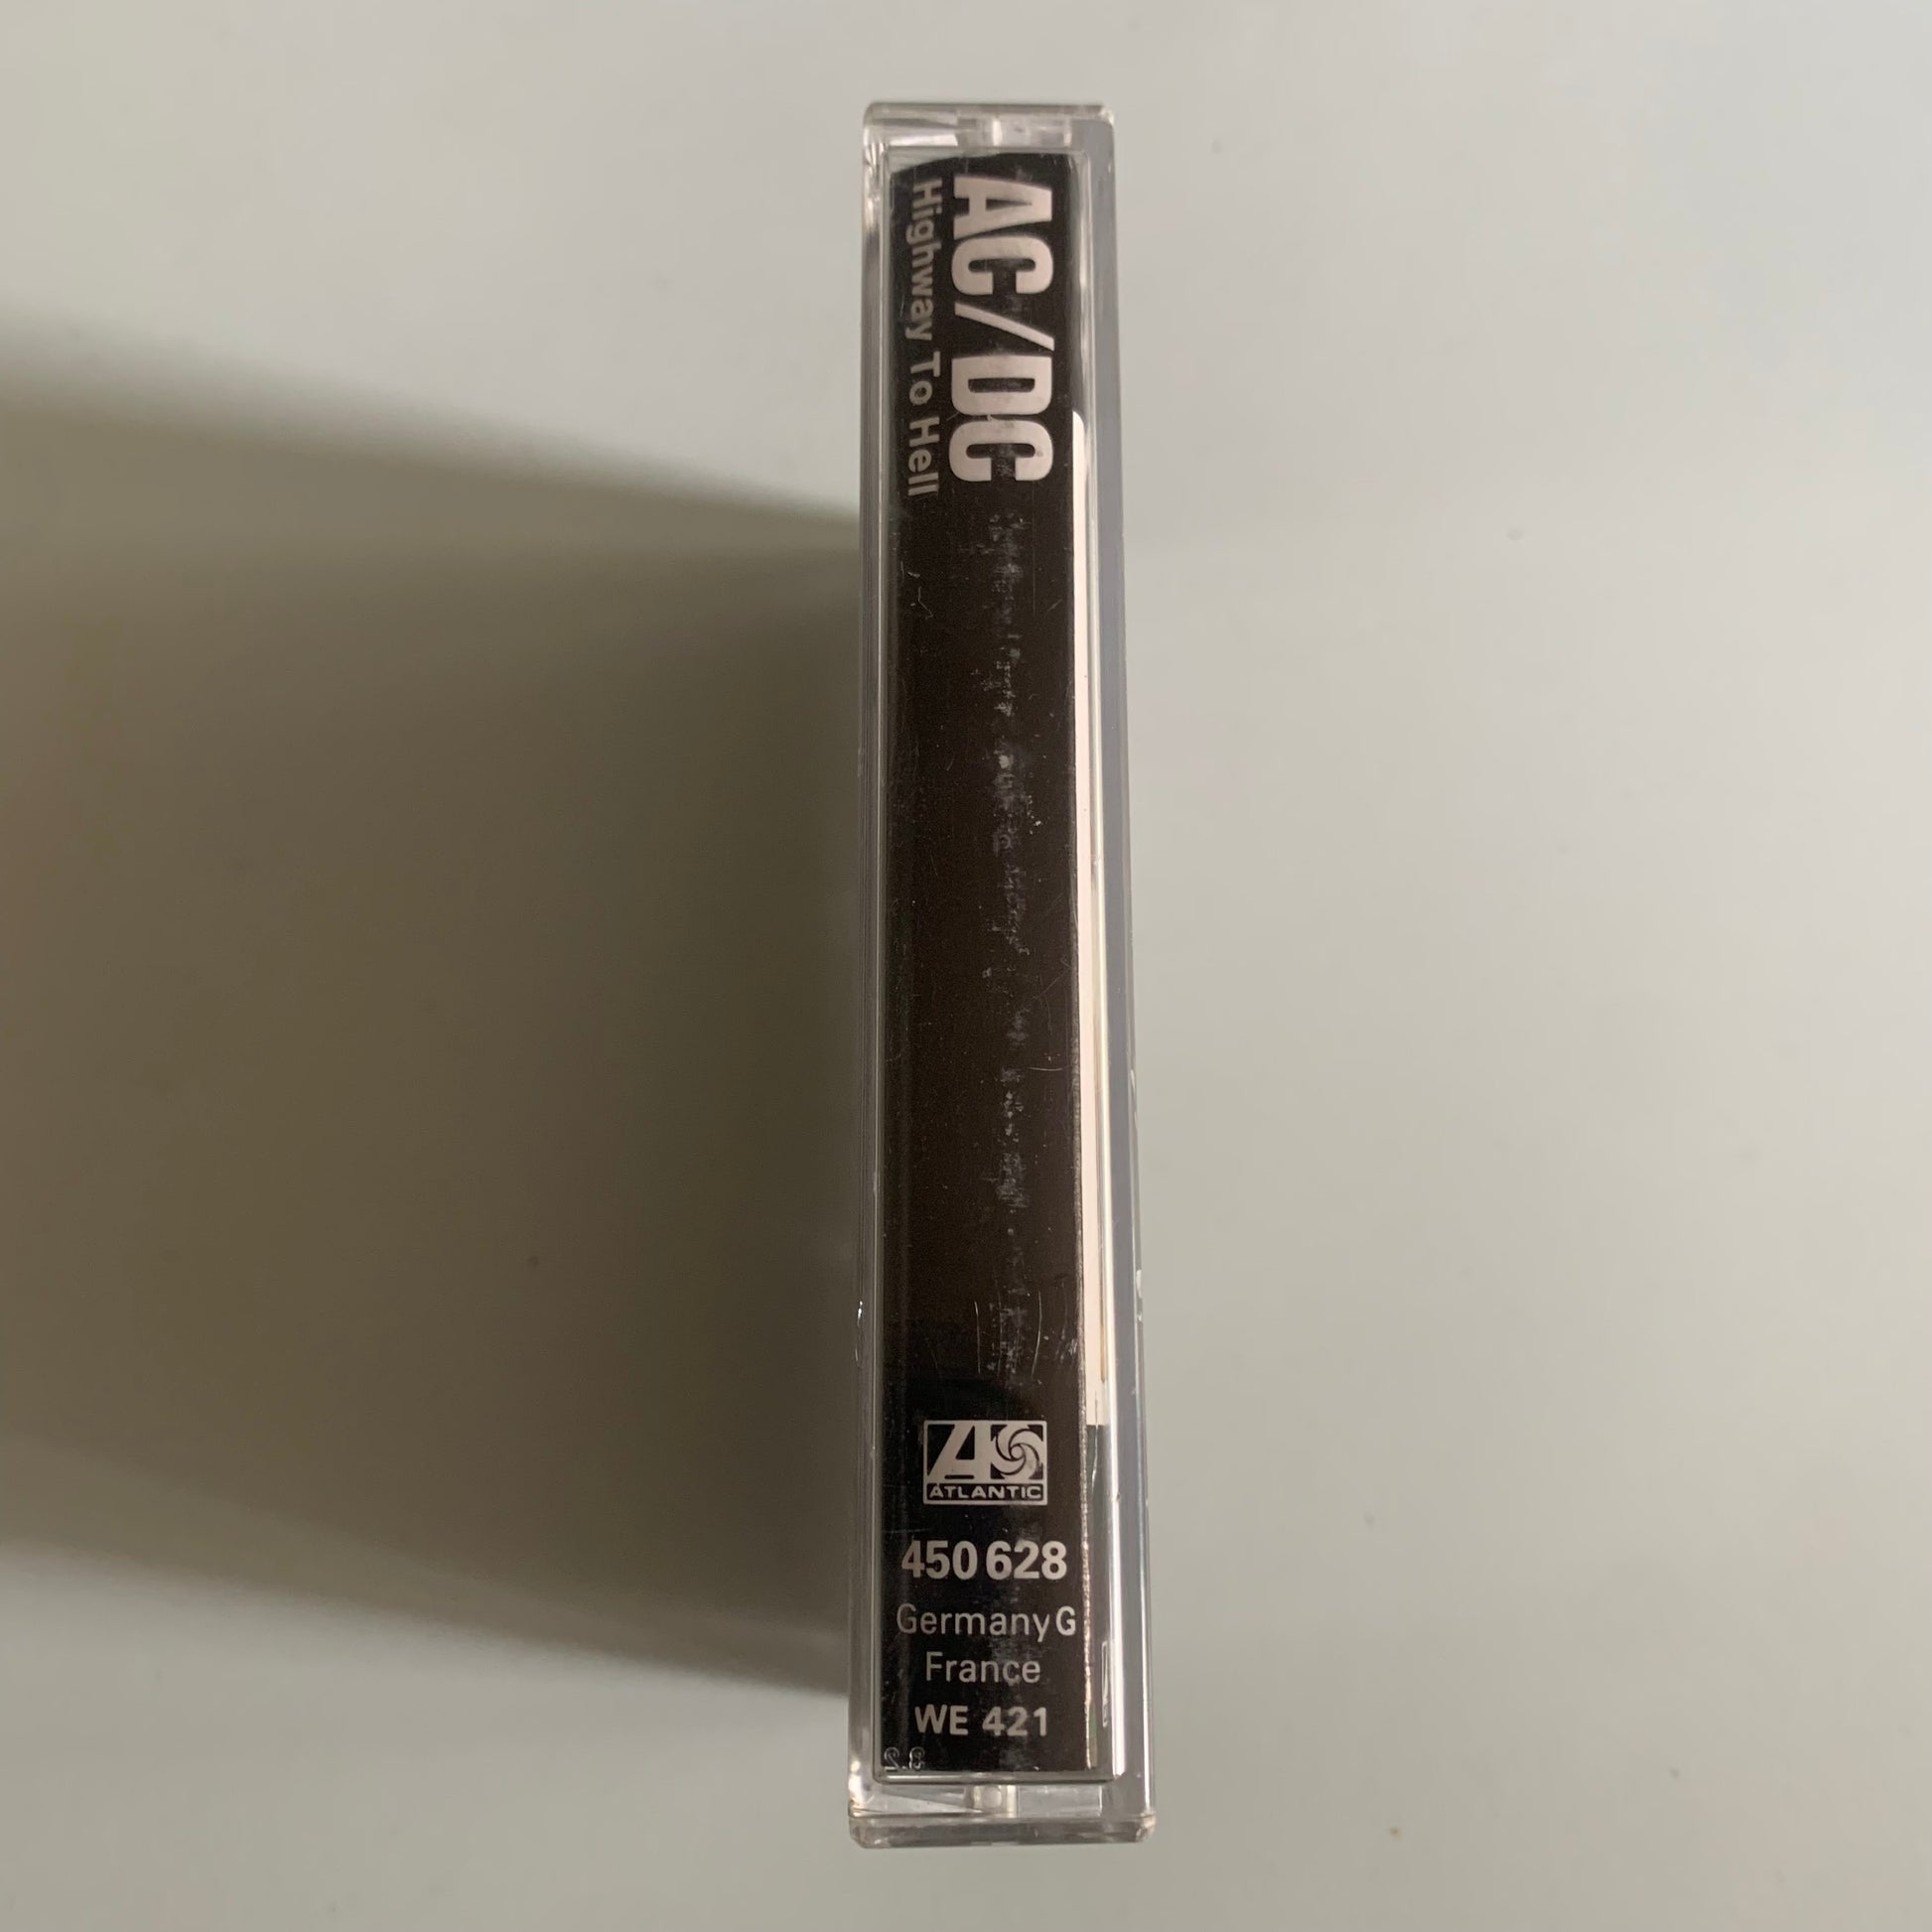 AC/DC
Highway To Hell
ATLANTIC
450 628
Germany G
France
WE 421